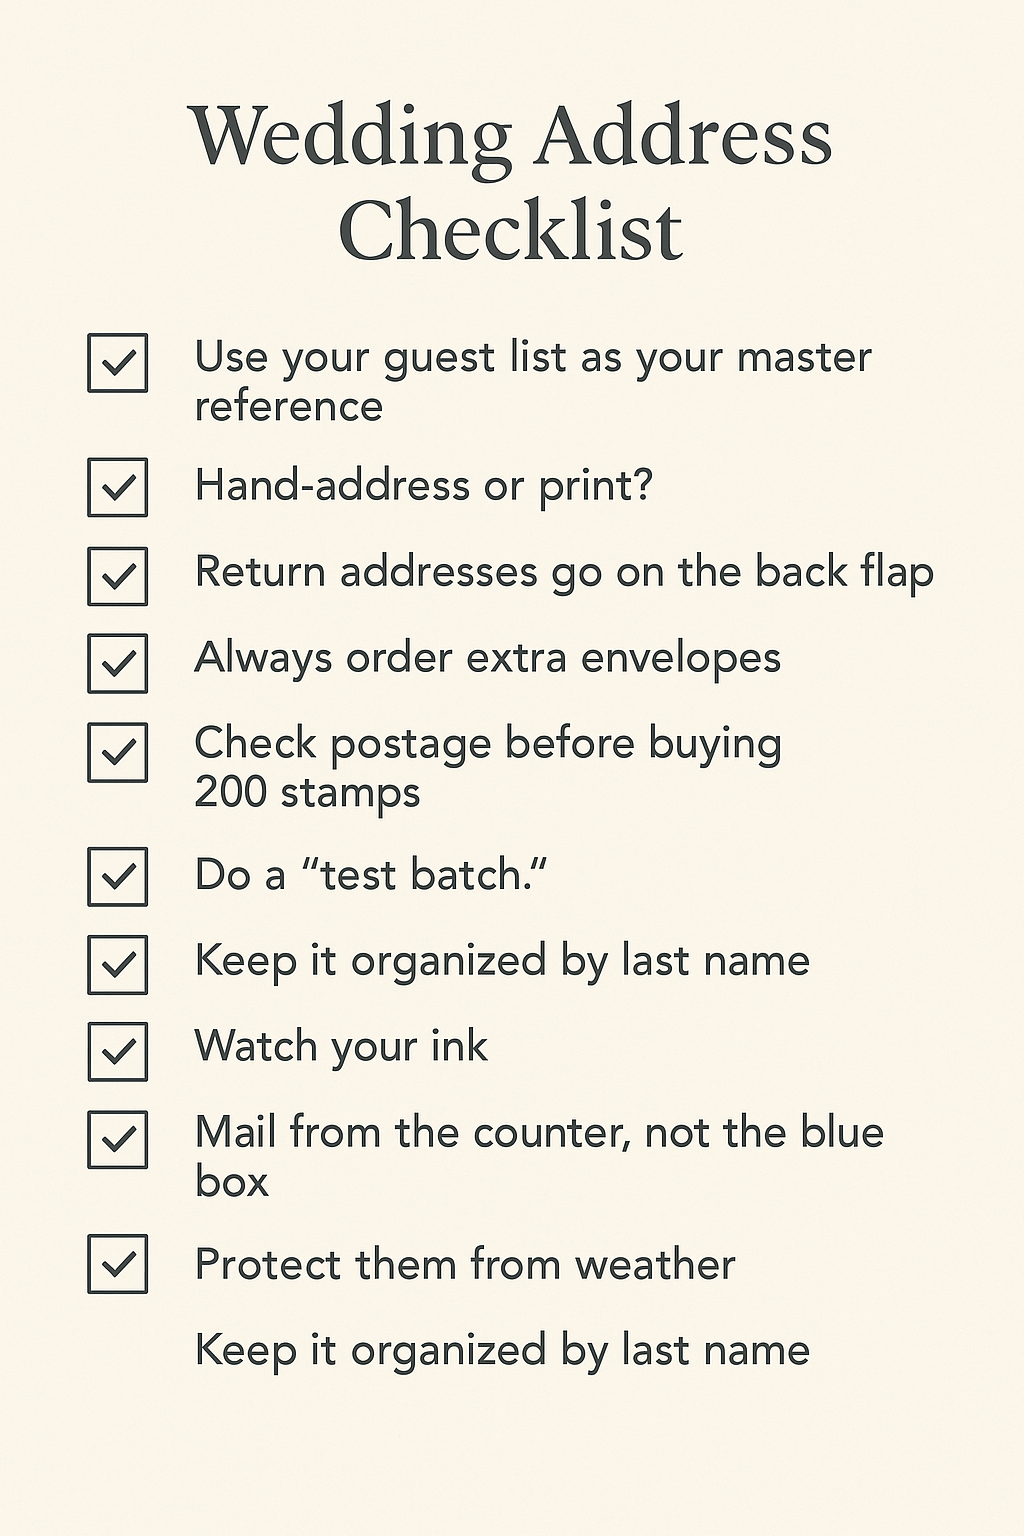 Wedding Address
Checklist
Use your guest list as your master
reference
Hand-address or print?
Return addresses go on the back flap
Always order extra envelopes
Check postage before buying
200 stamps
Do a “test batch.“
Keep it organized by last name
Watch your ink
Mail from the counter, not the blue
box
Protect them from weather
Keep it organized by last name